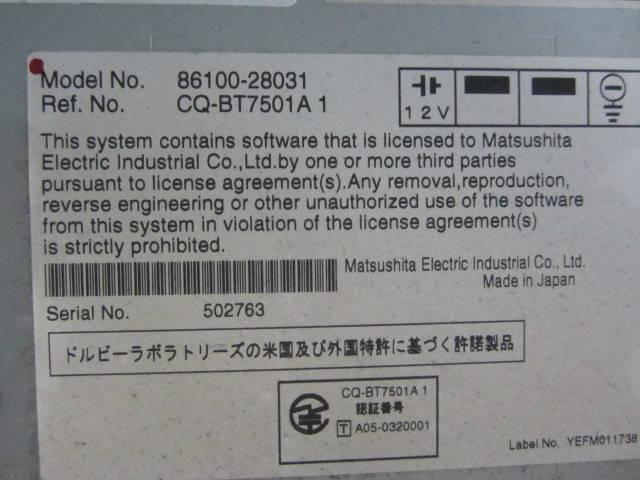 Model No. 86100-28031
Ref. No. CQ-BT7501A 1
12V
This system contains software that is licensed to Matsushita
Electric Industrial Co.,Ltd.by one or more third parties
pursuant to license agreement(s).Any removal,reproduction,
reverse engineering or other unauthorized use of the software
from this system in violation of the license agreement(s)
is strictly prohibited.
Matsushita Electric Industrial Co., Ltd.
Made in Japan
Serial No. 502763
ドルビーラボラトリーズの米国及び外国特許に基づく許諾製品
CQ-BT7501A 1
認証番号
T A05-0320001
Label No. YEFM011738